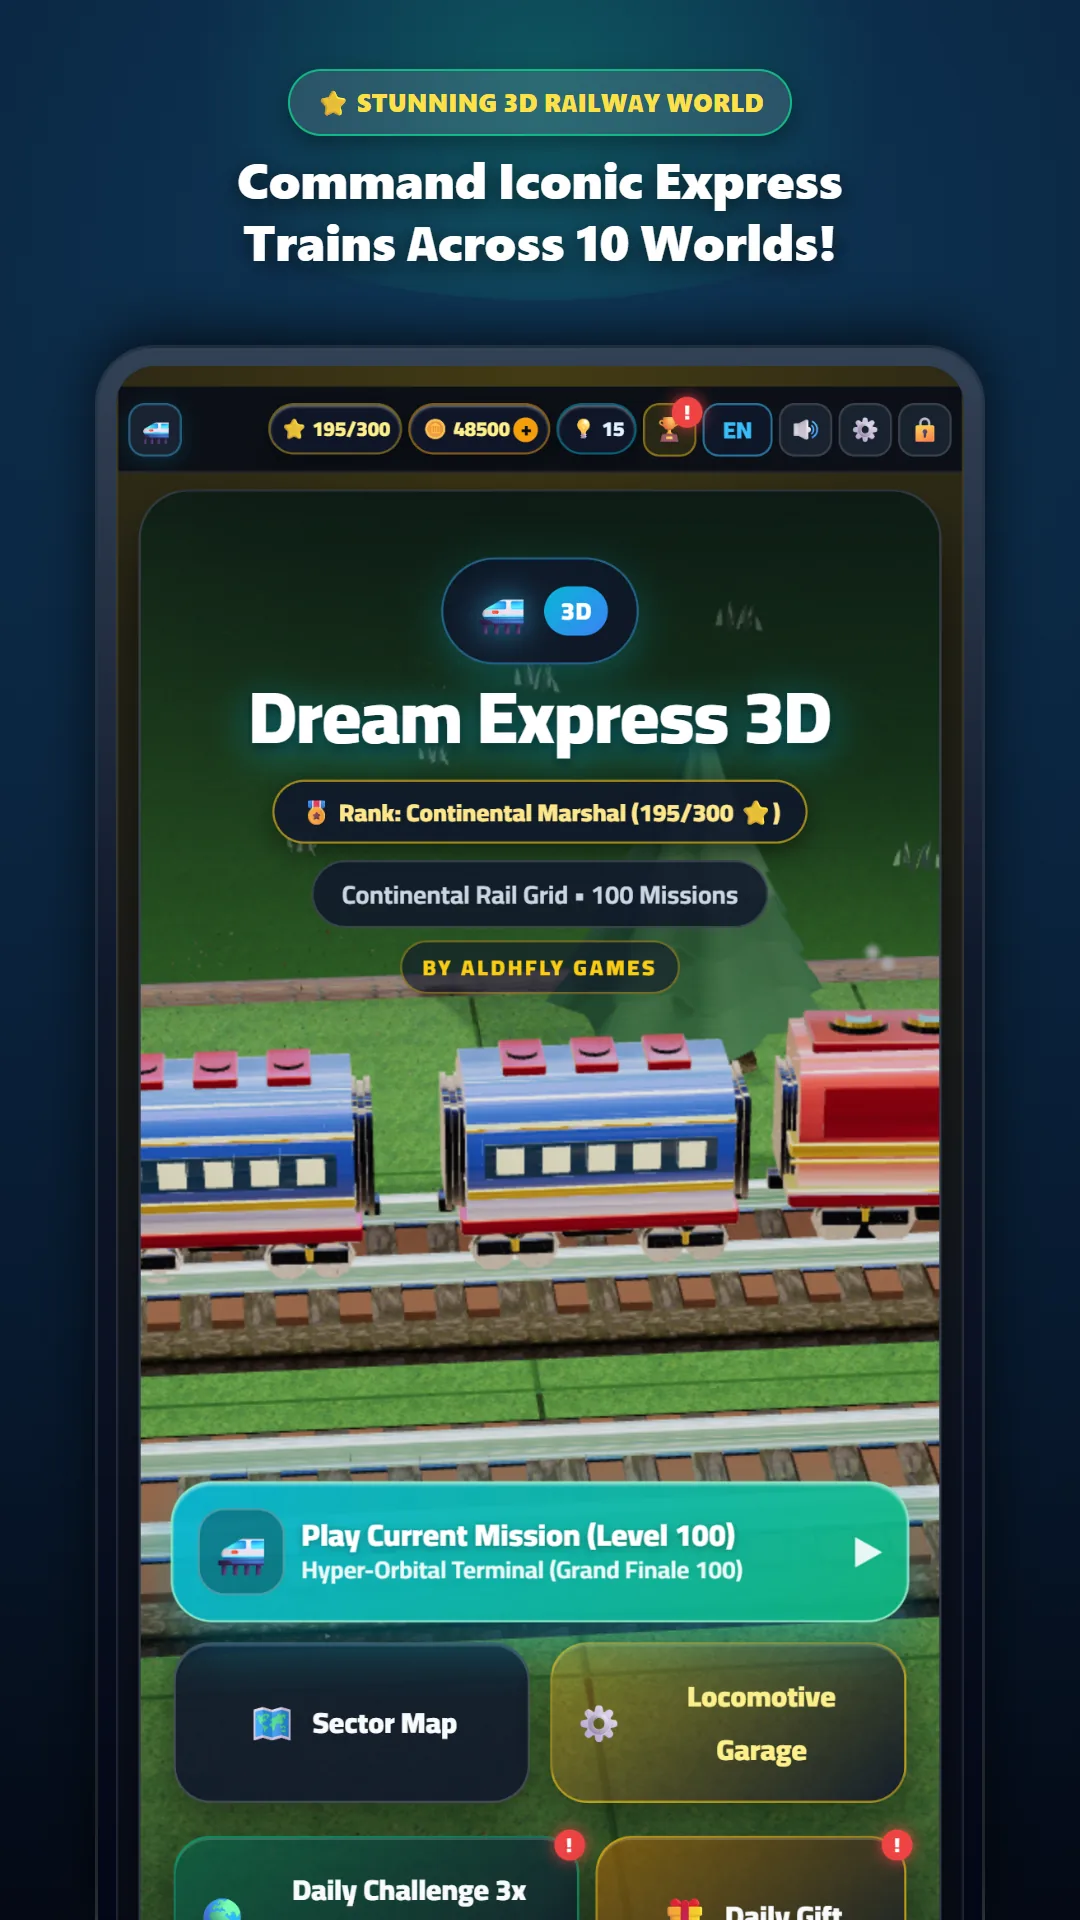 ⭐ STUNNING 3D RAILWAY WORLD
Command Iconic Express
Trains Across 10 Worlds!
195/300
48500 +
15
!
EN
3D
Dream Express 3D
Rank: Continental Marshal (195/300 ⭐)
Continental Rail Grid ▪ 100 Missions
BY ALDHFLY GAMES
Play Current Mission (Level 100)
Hyper-Orbital Terminal (Grand Finale 100)
Sector Map
Locomotive
Garage
!
!
Daily Challenge 3x
Daily Gift